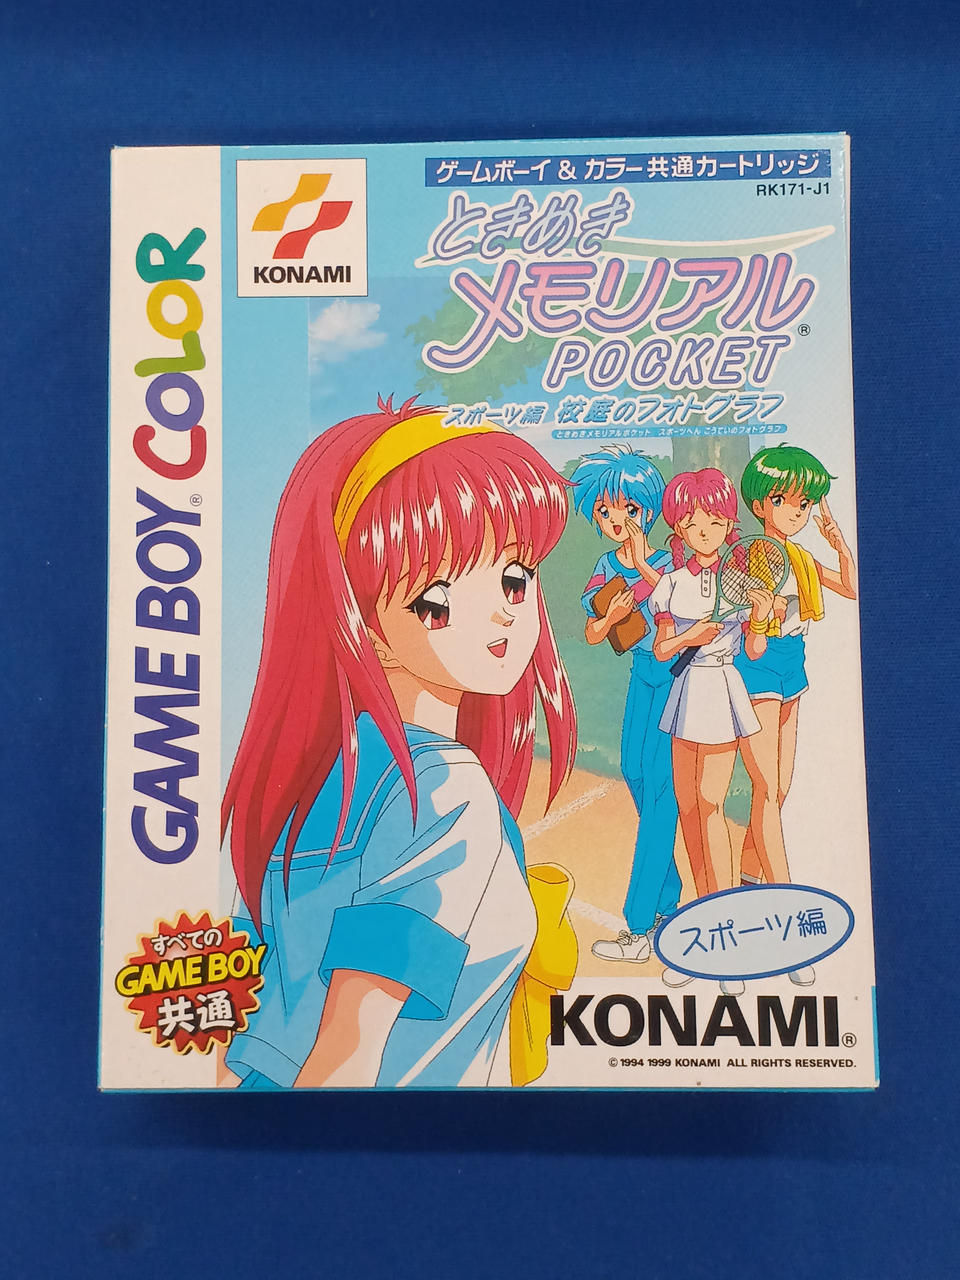 KONAMI
ゲームボーイ & カラー共通カートリッジ
RK171-J1
ときめき
メモリアル®
POCKET
スポーツ編 校庭のフォトグラフ
ときめきメモリアルポケット スポーツへん こうていのフォトグラフ
GAME BOY® COLOR
すべての
GAME BOY
共通
スポーツ編
KONAMI®
© 1994 1999 KONAMI ALL RIGHTS RESERVED.